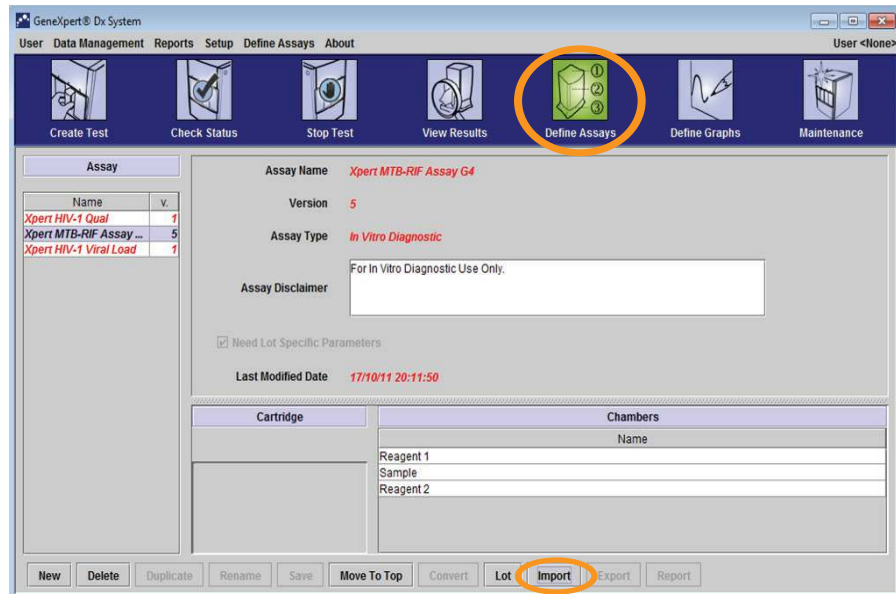 GeneXpert® Dx System
User Data Management Reports Setup Define Assays About User <None>
Create Test Check Status Stop Test View Results Define Assays Define Graphs Maintenance
① ② ③
Assay
Name v.
Xpert HIV-1 Qual 1
Xpert MTB-RIF Assay ... 5
Xpert HIV-1 Viral Load 1
Assay Name Xpert MTB-RIF Assay G4
Version 5
Assay Type In Vitro Diagnostic
Assay Disclaimer For In Vitro Diagnostic Use Only.
Need Lot Specific Parameters
Last Modified Date 17/10/11 20:11:50
Cartridge Chambers
Name
Reagent 1
Sample
Reagent 2
New Delete Duplicate Rename Save Move To Top Convert Lot Import Export Report